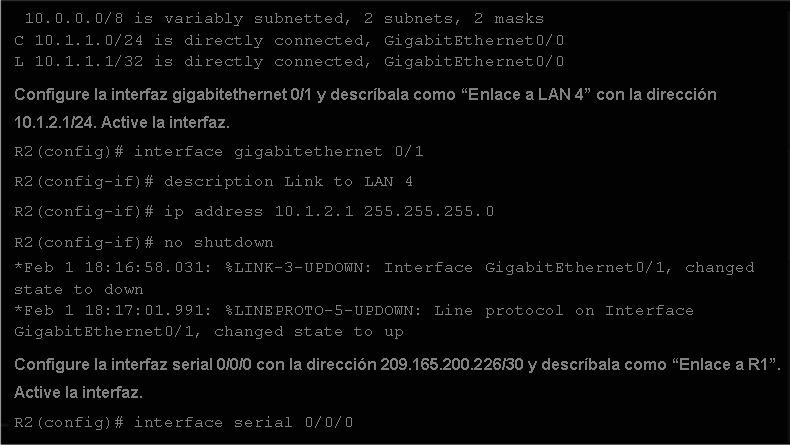 10.0.0.0/8 is variably subnetted, 2 subnets, 2 masks
C 10.1.1.0/24 is directly connected, GigabitEthernet0/0
L 10.1.1.1/32 is directly connected, GigabitEthernet0/0
Configure la interfaz gigabitethernet 0/1 y descríbala como “Enlace a LAN 4” con la dirección
10.1.2.1/24. Active la interfaz.
R2(config)# interface gigabitethernet 0/1
R2(config-if)# description Link to LAN 4
R2(config-if)# ip address 10.1.2.1 255.255.255.0
R2(config-if)# no shutdown
*Feb 1 18:16:58.031: %LINK-3-UPDOWN: Interface GigabitEthernet0/1, changed
state to down
*Feb 1 18:17:01.991: %LINEPROTO-5-UPDOWN: Line protocol on Interface
GigabitEthernet0/1, changed state to up
Configure la interfaz serial 0/0/0 con la dirección 209.165.200.226/30 y descríbala como “Enlace a R1”.
Active la interfaz.
R2(config)# interface serial 0/0/0